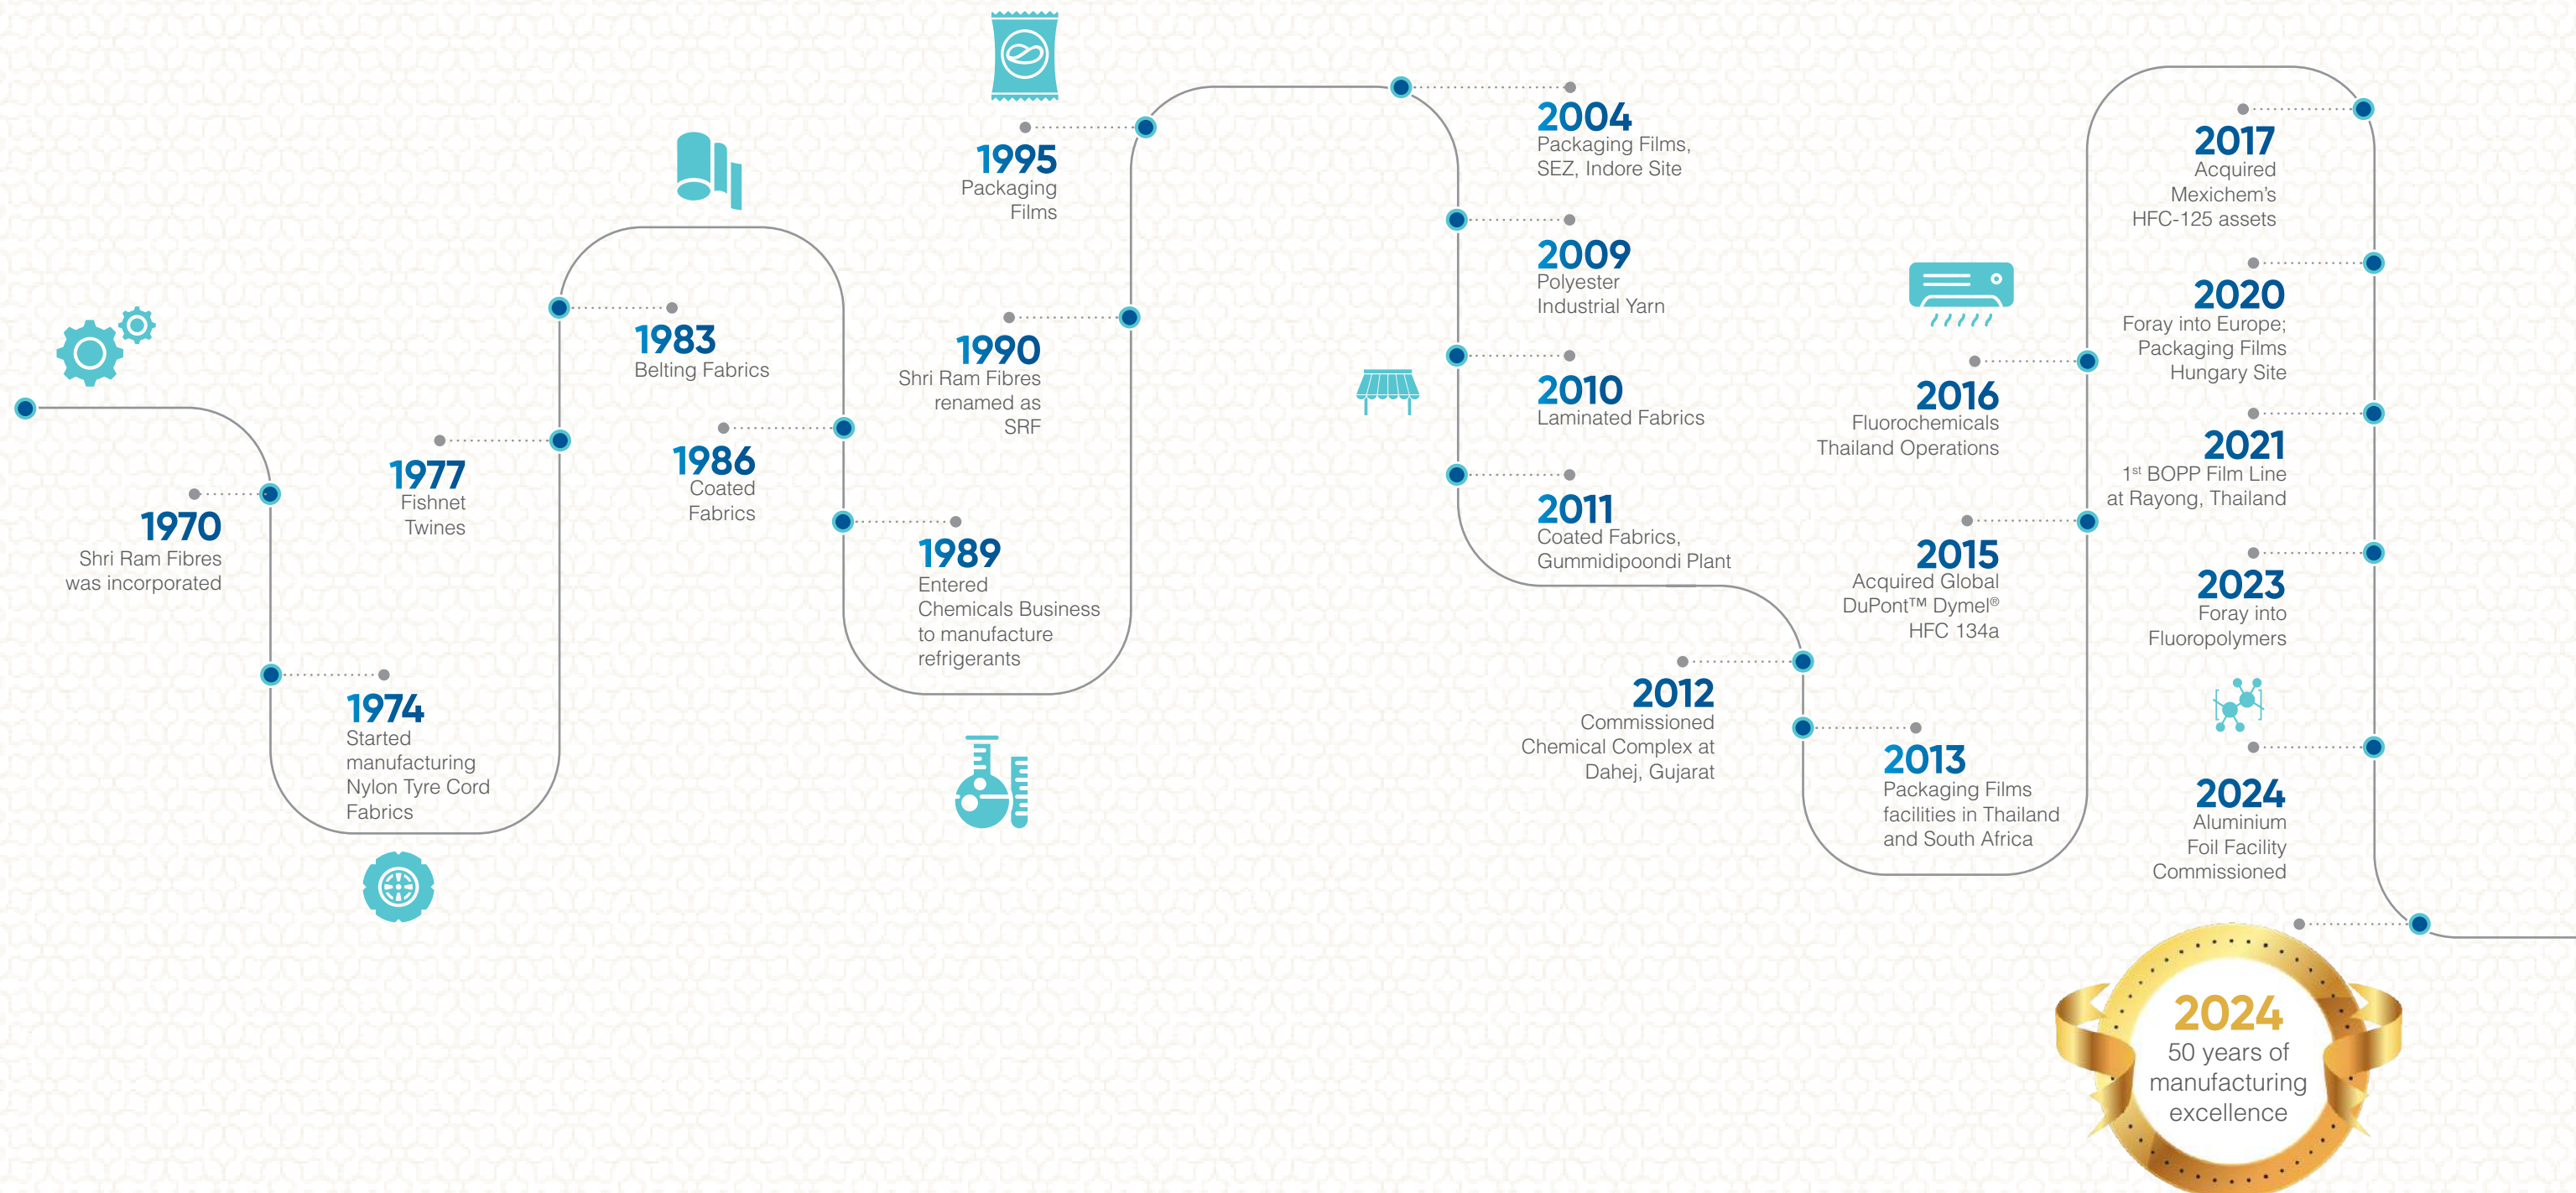 1970
Shri Ram Fibres
was incorporated
1974
Started
manufacturing
Nylon Tyre Cord
Fabrics
1977
Fishnet
Twines
1983
Belting Fabrics
1986
Coated
Fabrics
1989
Entered
Chemicals Business
to manufacture
refrigerants
1990
Shri Ram Fibres
renamed as
SRF
1995
Packaging
Films
2004
Packaging Films,
SEZ, Indore Site
2009
Polyester
Industrial Yarn
2010
Laminated Fabrics
2011
Coated Fabrics,
Gummidipoondi Plant
2012
Commissioned
Chemical Complex at
Dahej, Gujarat
2013
Packaging Films
facilities in Thailand
and South Africa
2015
Acquired Global
DuPont™ Dymel®
HFC 134a
2016
Fluorochemicals
Thailand Operations
2017
Acquired
Mexichem’s
HFC-125 assets
2020
Foray into Europe;
Packaging Films
Hungary Site
2021
1st BOPP Film Line
at Rayong, Thailand
2023
Foray into
Fluoropolymers
2024
Aluminium
Foil Facility
Commissioned
2024
50 years of
manufacturing
excellence